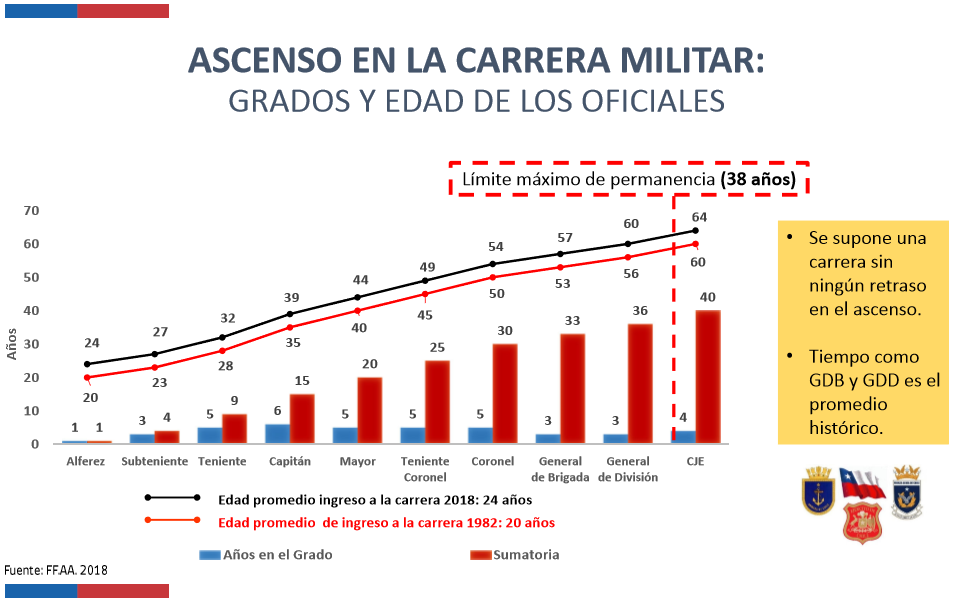 ASCENSO EN LA CARRERA MILITAR:
GRADOS Y EDAD DE LOS OFICIALES
Límite máximo de permanencia (38 años)
Años
70
60
50
40
30
20
10
0
24 27 32 39 44 49 54 57 60 64
20 23 28 35 40 45 50 53 56 60
1 3 5 6 5 5 5 3 3 4
1 4 9 15 20 25 30 33 36 40
Alferez Subteniente Teniente Capitán Mayor Teniente Coronel General General CJE
Coronel de Brigada de División
Edad promedio ingreso a la carrera 2018: 24 años
Edad promedio de ingreso a la carrera 1982: 20 años
Años en el Grado Sumatoria
• Se supone una
carrera sin
ningún retraso
en el ascenso.
• Tiempo como
GDB y GDD es el
promedio
histórico.
Fuente: FF.AA. 2018